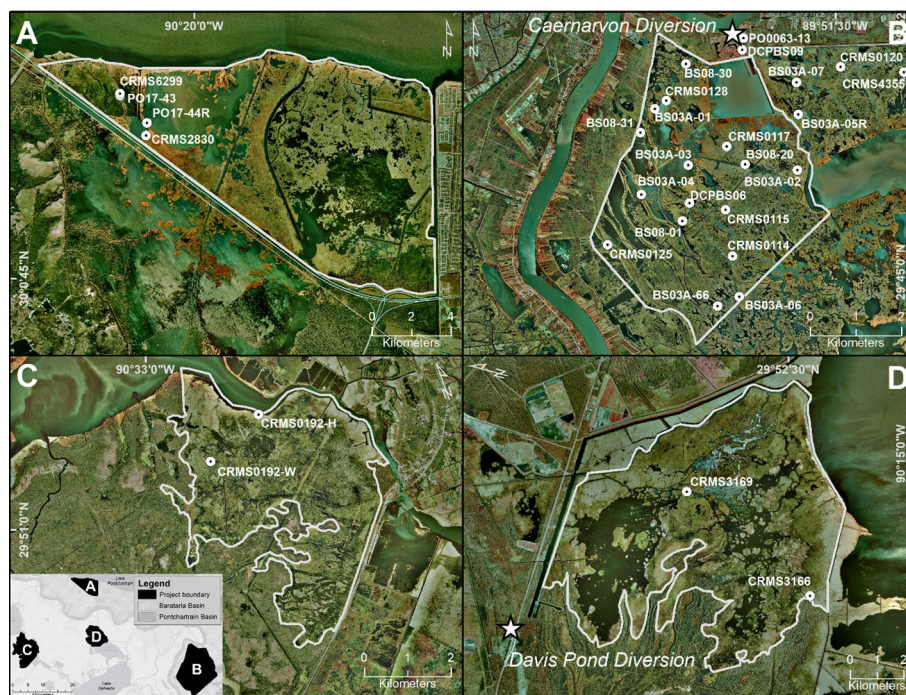 A
90°20'0"W
CRMS6299
PO17-43
PO17-44R
CRMS2830
30°0'45"N
0 2 4
Kilometers
N
Caernarvon Diversion
89°51'30"W
B
PO0063-13
DCPBS09
CRMS0120
BS03A-07
CRMS4355
BS08-30
CRMS0128
BS03A-01
BS03A-05R
BS08-31
CRMS0117
BS03A-03
BS08-20
BS03A-04
BS03A-02
DCPBS06
CRMS0115
BS08-01
CRMS0125
CRMS0114
29°45'0"N
BS03A-66
BS03A-06
0 1 2
Kilometers
N
C
90°33'0"W
CRMS0192-H
CRMS0192-W
29°51'0"N
0 1 2
Kilometers
N
Legend
Project boundary
Barataria Basin
Pontchartrain Basin
A
B
C
D
Lake
Pontchartrain
Lake
Salvador
Kilometers
29°52'30"N
D
90°15'0"W
CRMS3169
CRMS3166
Davis Pond Diversion
0 1 2
Kilometers
N